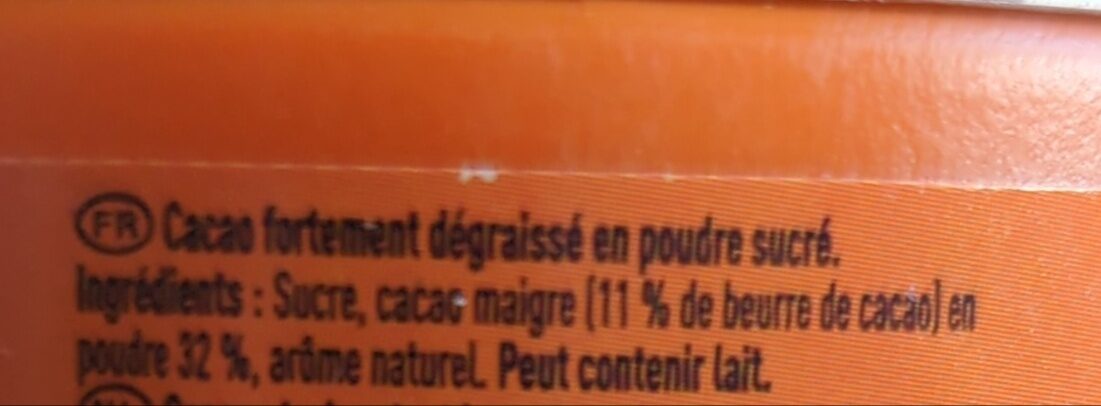 FR Cacao fortement dégraissé en poudre sucré.
Ingrédients : Sucre, cacao maigre (11 % de beurre de cacao) en
poudre 32 %, arôme naturel. Peut contenir lait.